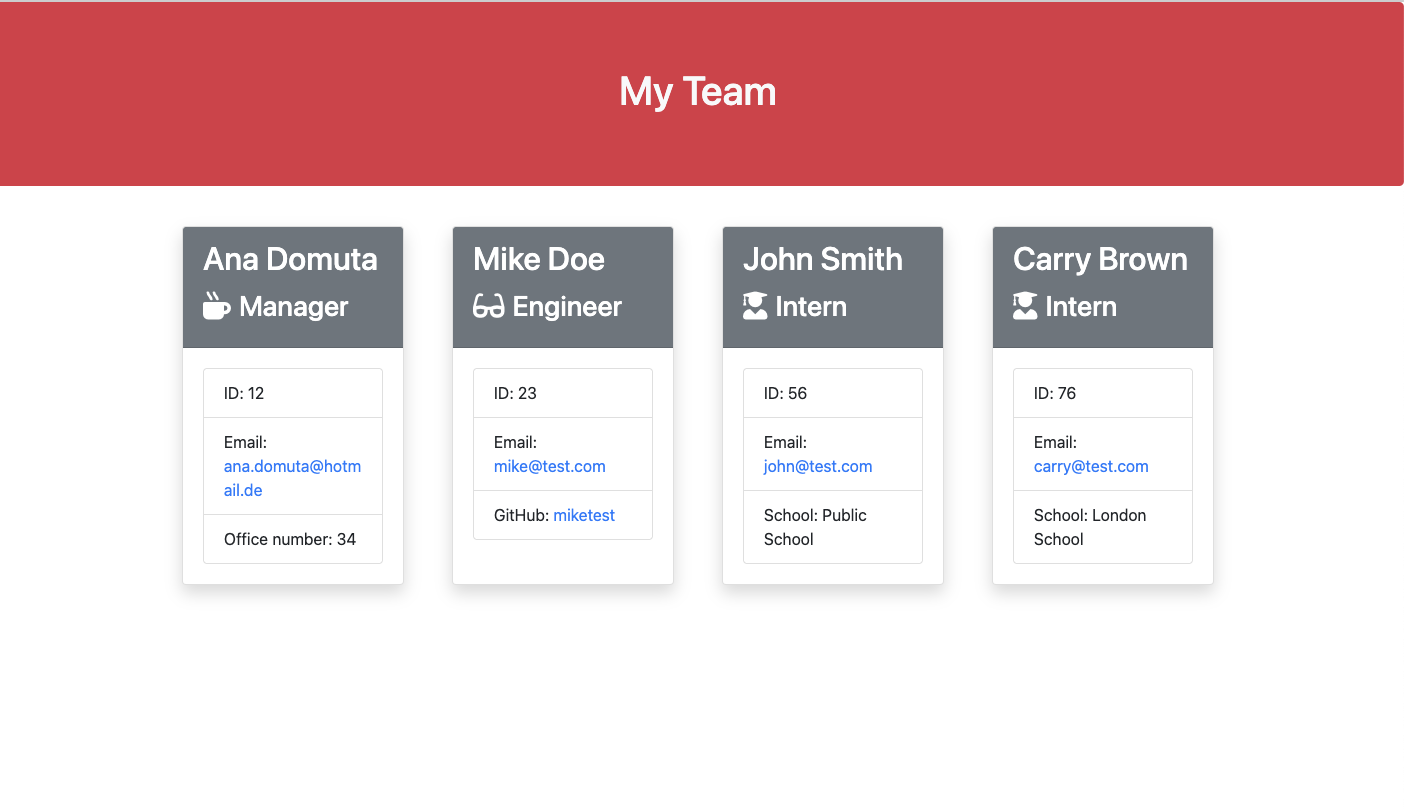 My Team
Ana Domuta
Manager
ID: 12
Email:
ana.domuta@hotm
ail.de
Office number: 34
Mike Doe
Engineer
ID: 23
Email:
mike@test.com
GitHub: miketest
John Smith
Intern
ID: 56
Email:
john@test.com
School: Public
School
Carry Brown
Intern
ID: 76
Email:
carry@test.com
School: London
School